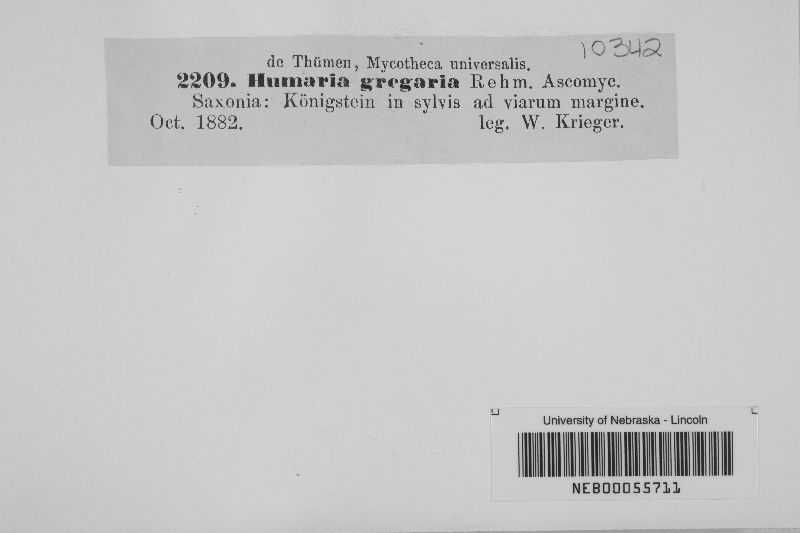 10342
de Thümen, Mycotheca universalis.
2209. Humaria gregaria Rehm. Ascomyc.
Saxonia: Königstein in sylvis ad viarum margine.
Oct. 1882. leg. W. Krieger.
University of Nebraska - Lincoln
NEB00055711